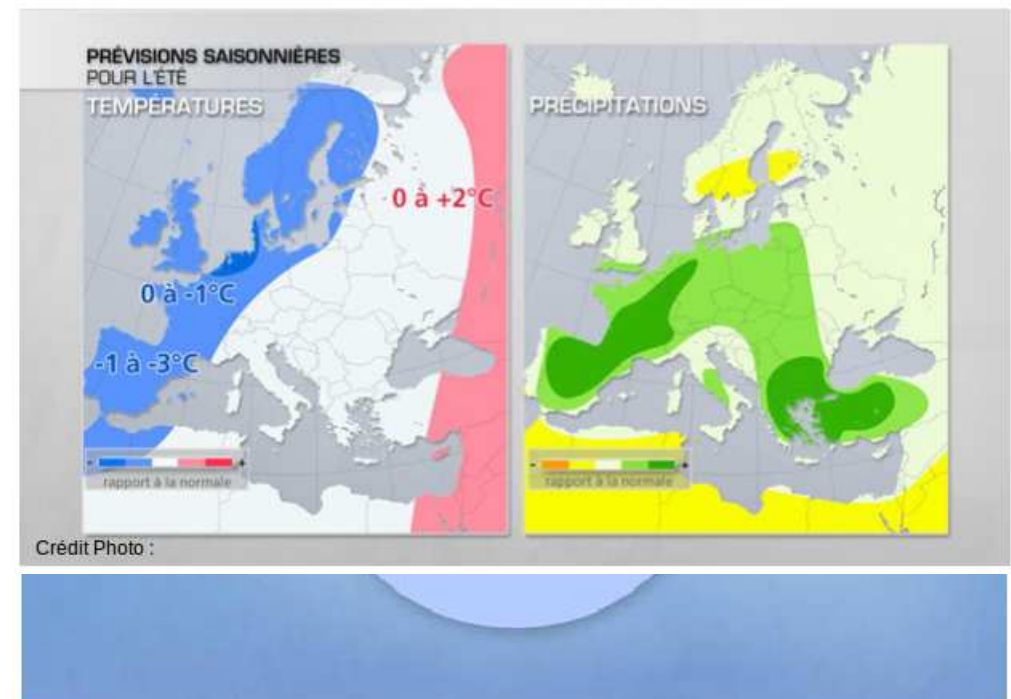 PRÉVISIONS SAISONNIÈRES
POUR L'ÉTÉ
TEMPÉRATURES
0 à +2°C
0 à -1°C
-1 à -3°C
- +
rapport à la normale
PRÉCIPITATIONS
- +
rapport à la normale
Crédit Photo :